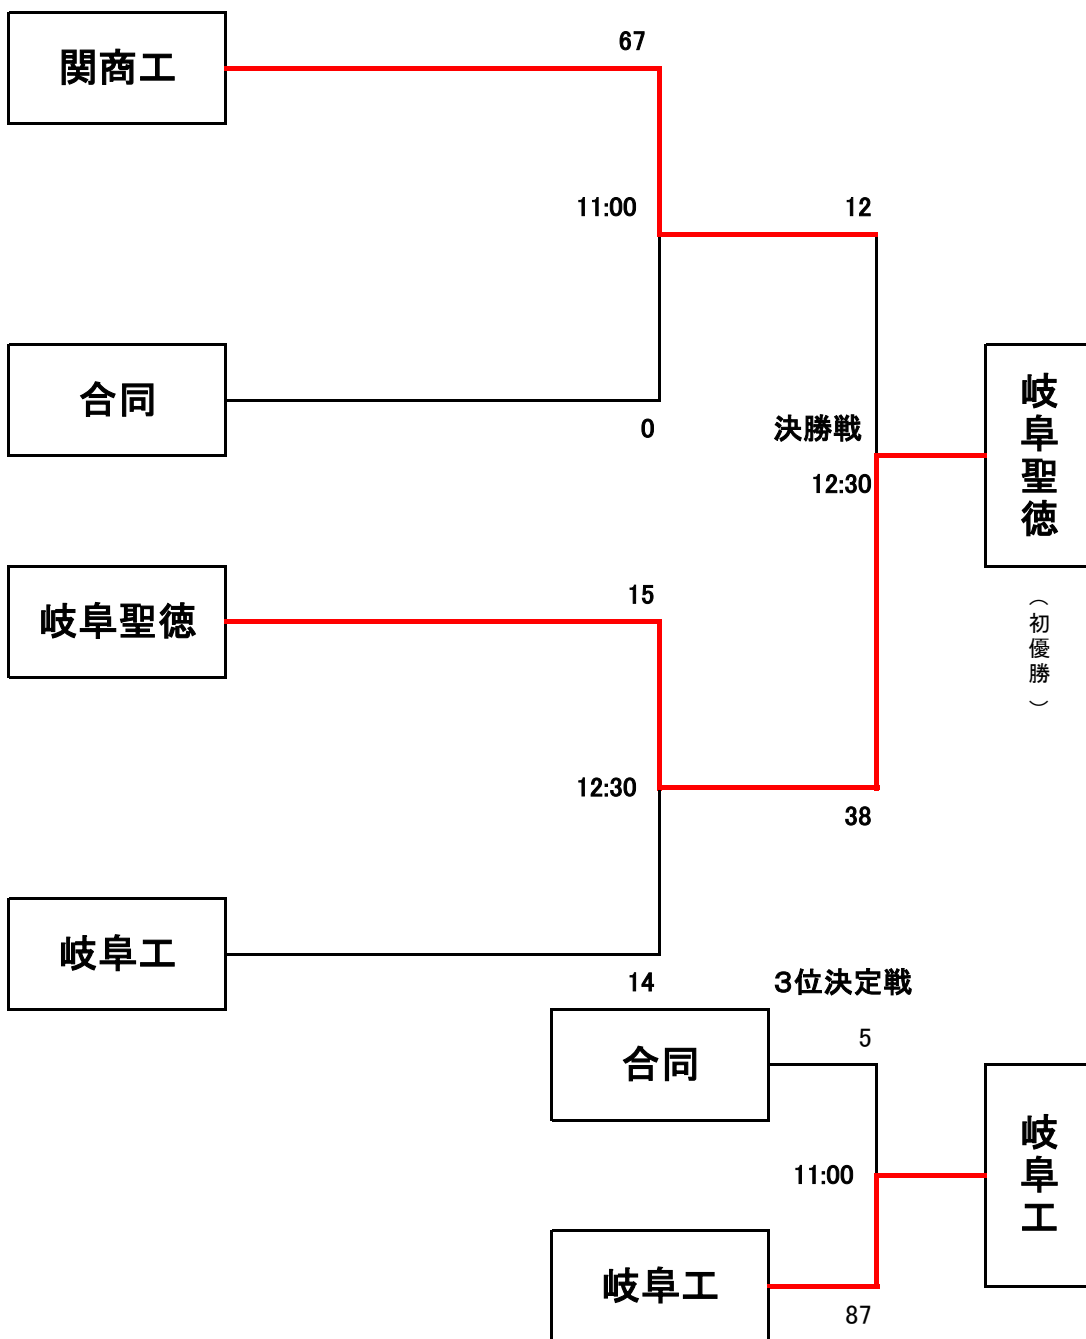 67
関商工
11:00
12
合同
0
決勝戦
12:30
岐阜聖徳
(初優勝)
15
岐阜聖徳
12:30
38
岐阜工
14
3位決定戦
5
合同
11:00
岐阜工
岐阜工
87